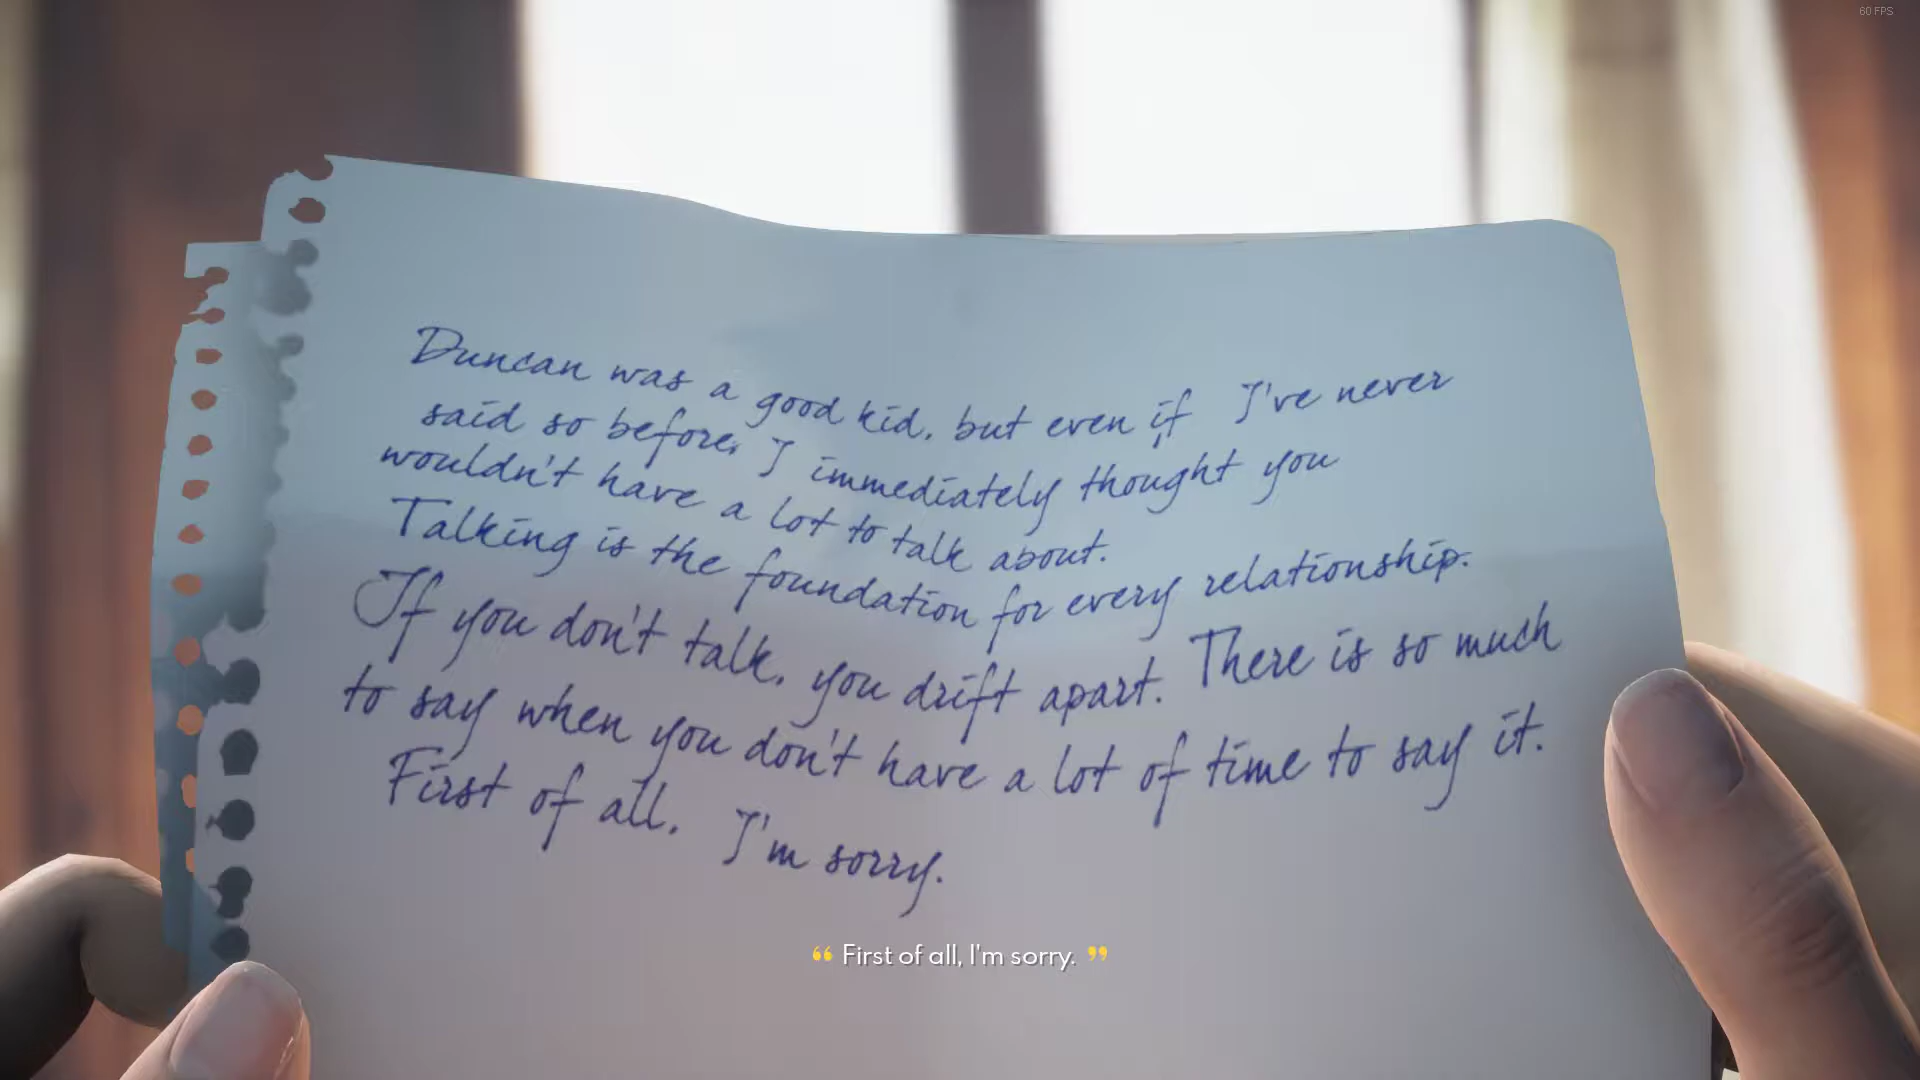 60 FPS
Duncan was a good kid, but even if I've never
said so before, I immediately thought you
wouldn't have a lot to talk about.
Talking is the foundation for every relationship.
If you don't talk, you drift apart. There is so much
to say when you don't have a lot of time to say it.
First of all, I'm sorry.
“ First of all, I'm sorry. ”